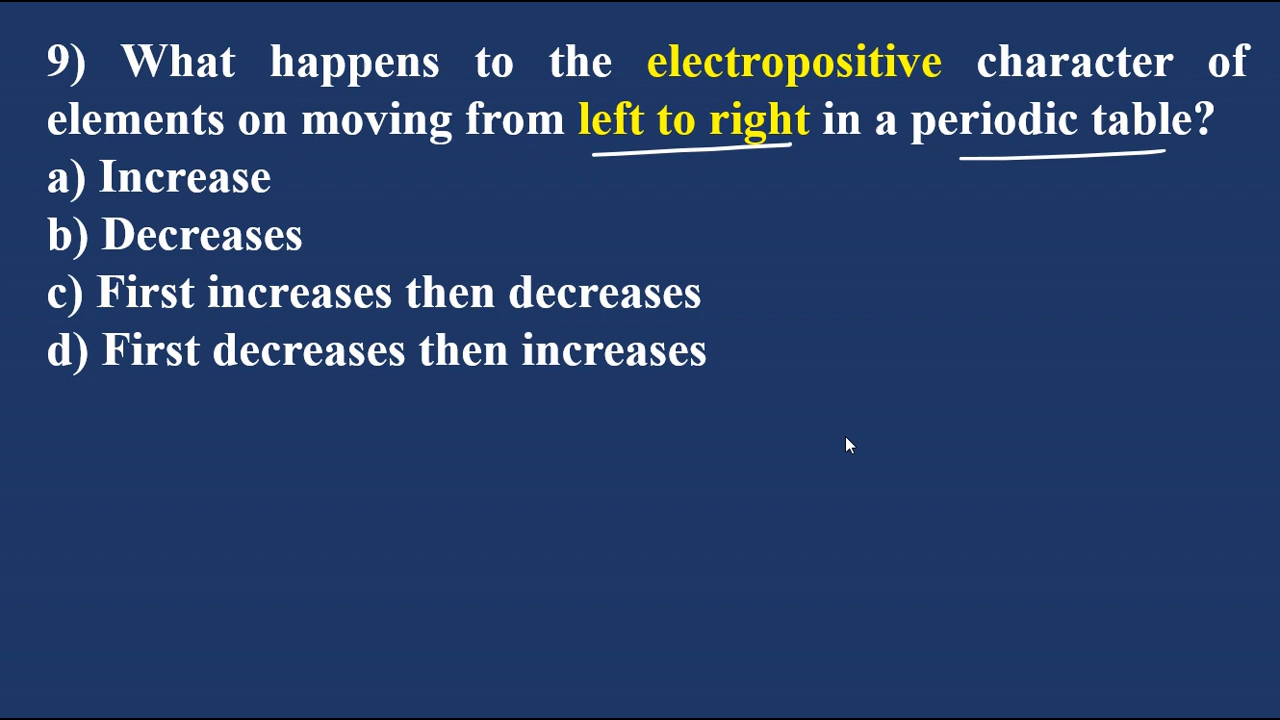 9) What happens to the electropositive character of
elements on moving from left to right in a periodic table?
a) Increase
b) Decreases
c) First increases then decreases
d) First decreases then increases